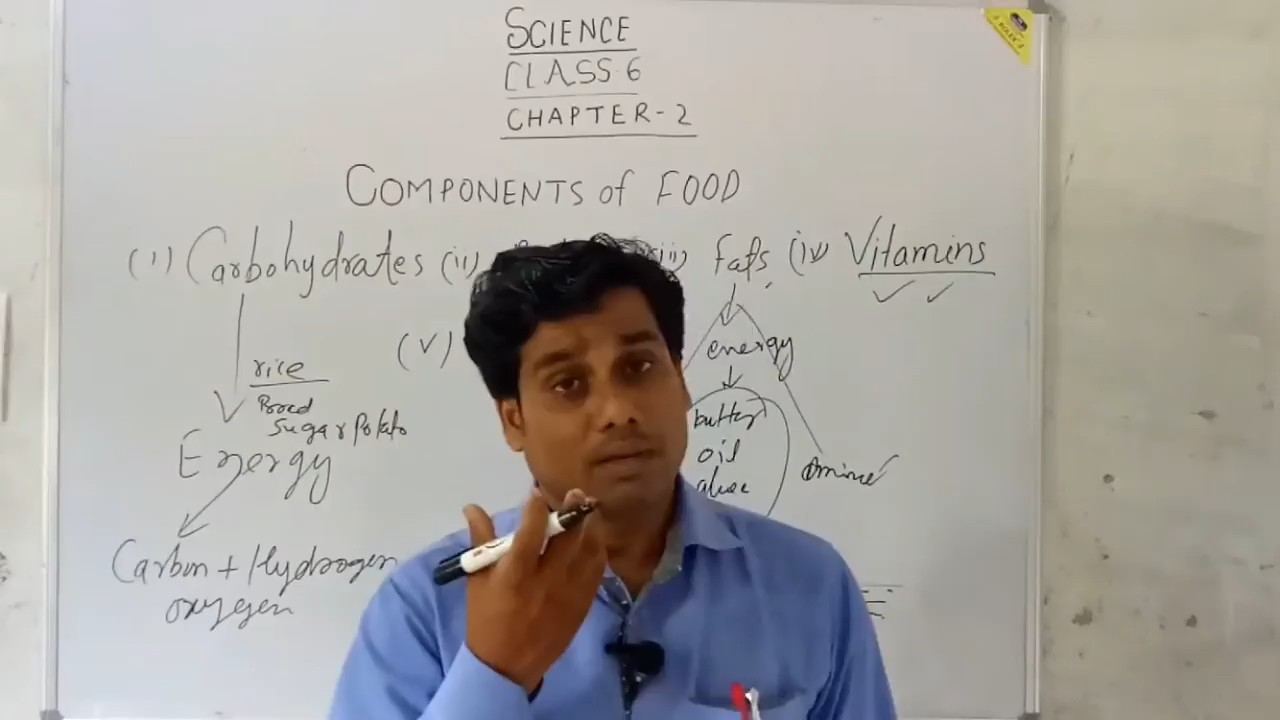 SCIENCE
CLASS 6
CHAPTER-2
COMPONENTS of FOOD
(i) Carbohydrates (ii) Fats (iv) Vitamins
(V) energy
rice
Sugar Potato
butter
Energy
oil
Carbon + Hydrogen
oxygen